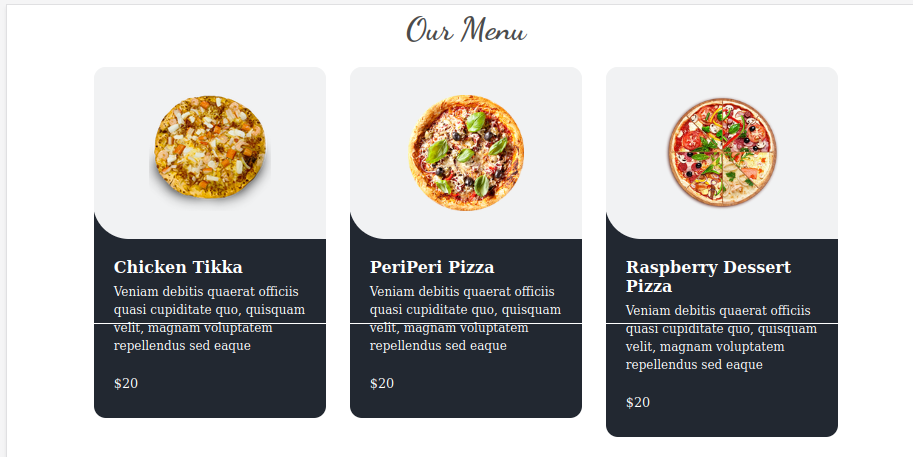 Our Menu
Chicken Tikka
Veniam debitis quaerat officiis
quasi cupiditate quo, quisquam
velit, magnam voluptatem
repellendus sed eaque
$20
PeriPeri Pizza
Veniam debitis quaerat officiis
quasi cupiditate quo, quisquam
velit, magnam voluptatem
repellendus sed eaque
$20
Raspberry Dessert
Pizza
Veniam debitis quaerat officiis
quasi cupiditate quo, quisquam
velit, magnam voluptatem
repellendus sed eaque
$20